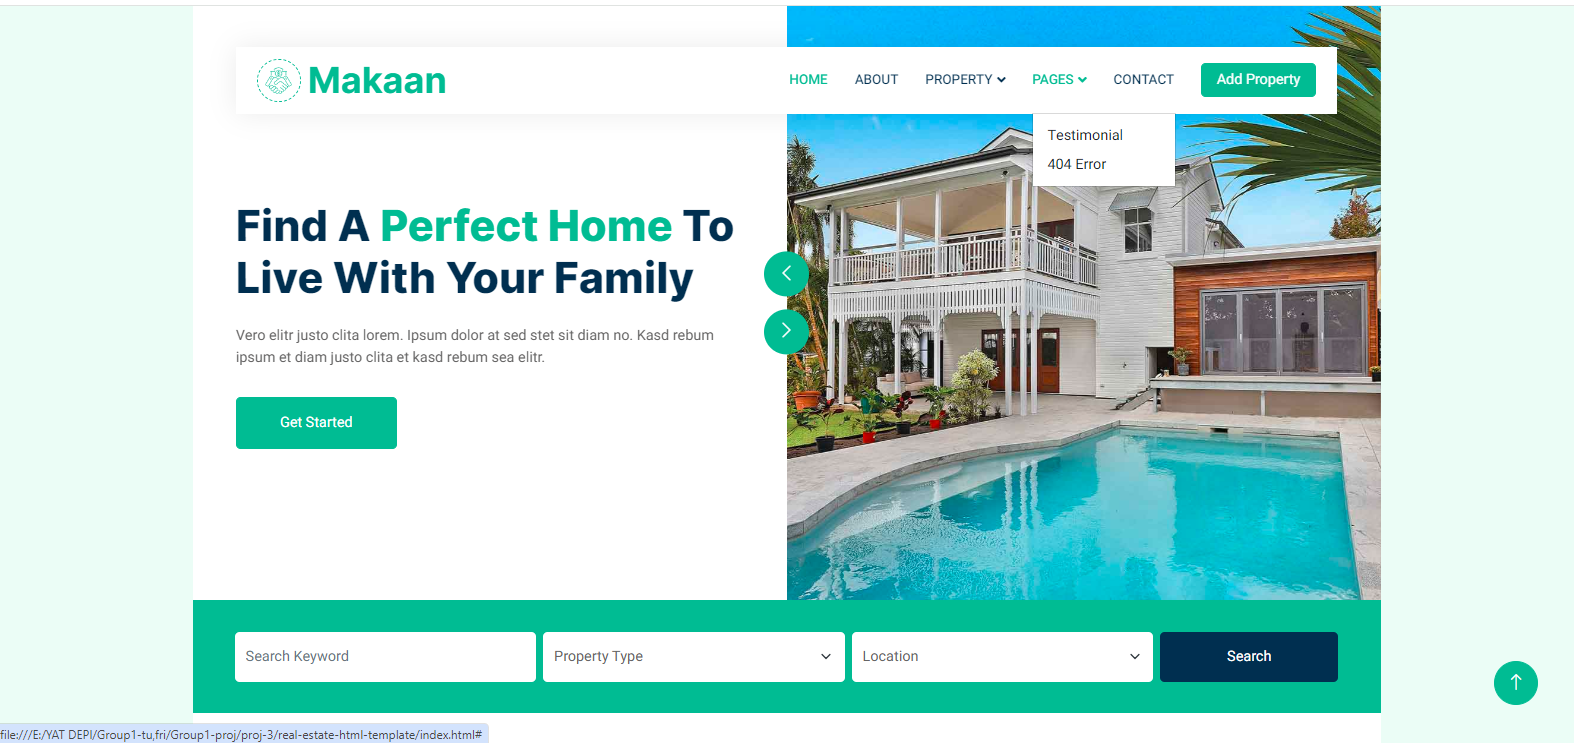 Makaan
HOME ABOUT PROPERTY PAGES CONTACT Add Property
Testimonial
404 Error
Find A Perfect Home To
Live With Your Family
Vero elitr justo clita lorem. Ipsum dolor at sed stet sit diam no. Kasd rebum
ipsum et diam justo clita et kasd rebum sea elitr.
Get Started
Search Keyword Property Type Location Search
file:///E:/YAT DEPI/Group1-tu,fri/Group1-proj/proj-3/real-estate-html-template/index.html#